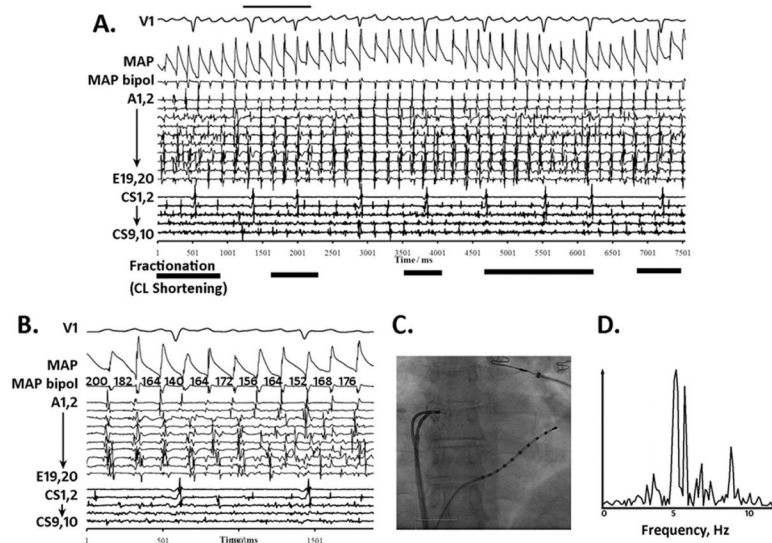 A.
V1
MAP
MAP bipol
A1,2
E19,20
CS1,2
CS9,10
1 501 1001 1501 2001 2501 3001 3501 4001 4501 5001 5501 6001 6501 7001 7501
Time / ms
Fractionation
(CL Shortening)
B.
V1
MAP
MAP bipol
200 182 164 140 164 172 156 164 152 168 176
A1,2
E19,20
CS1,2
CS9,10
1 501 1501
C.
D.
0 5 10
Frequency, Hz